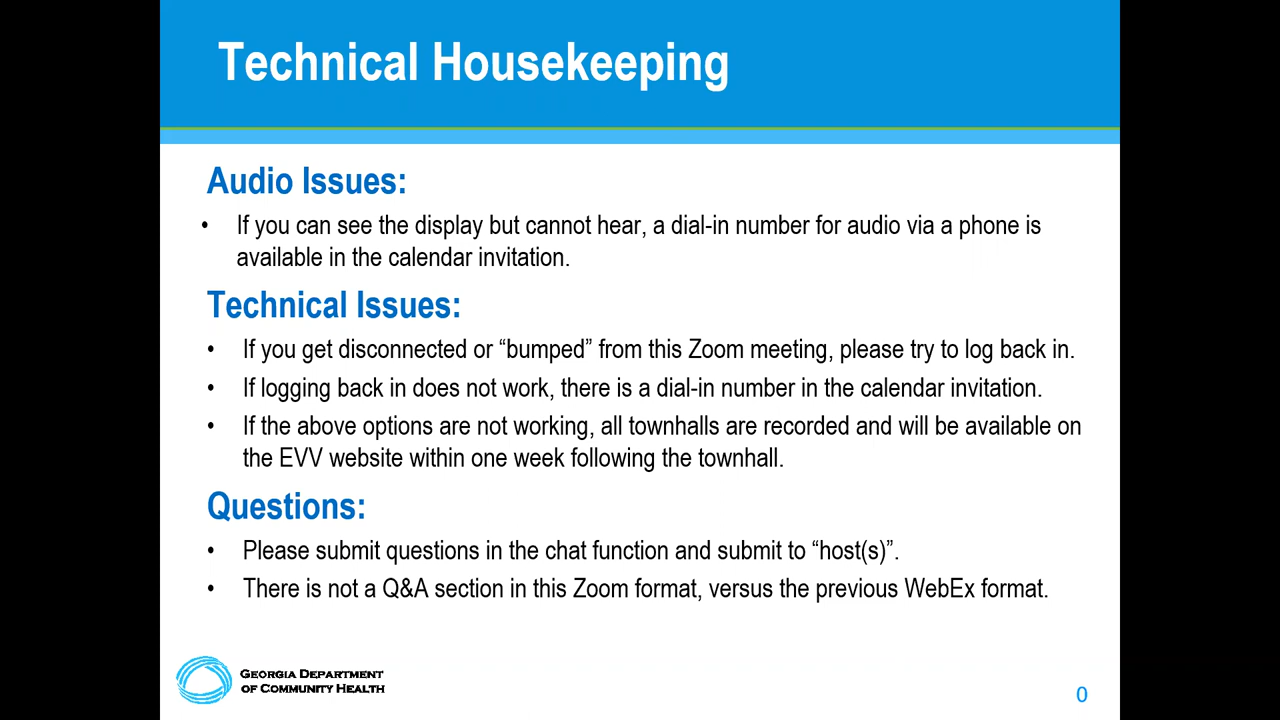 Technical Housekeeping
Audio Issues:
• If you can see the display but cannot hear, a dial-in number for audio via a phone is
available in the calendar invitation.
Technical Issues:
• If you get disconnected or “bumped” from this Zoom meeting, please try to log back in.
• If logging back in does not work, there is a dial-in number in the calendar invitation.
• If the above options are not working, all townhalls are recorded and will be available on
the EVV website within one week following the townhall.
Questions:
• Please submit questions in the chat function and submit to “host(s)”.
• There is not a Q&A section in this Zoom format, versus the previous WebEx format.
GEORGIA DEPARTMENT
OF COMMUNITY HEALTH
0